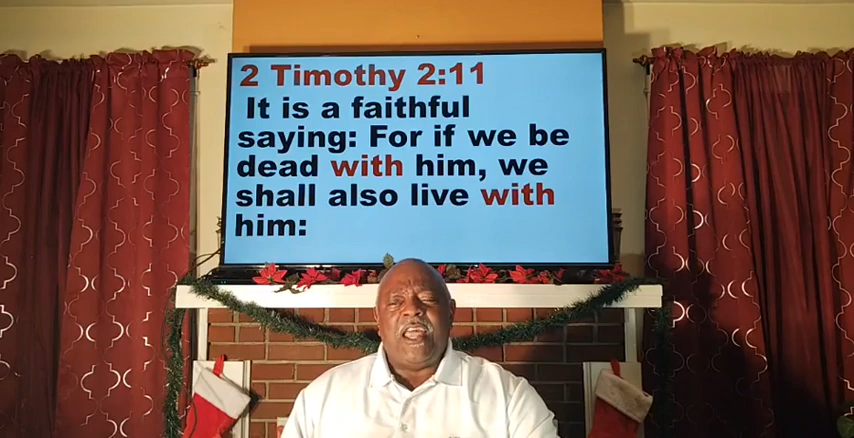 2 Timothy 2:11
It is a faithful
saying: For if we be
dead with him, we
shall also live with
him: